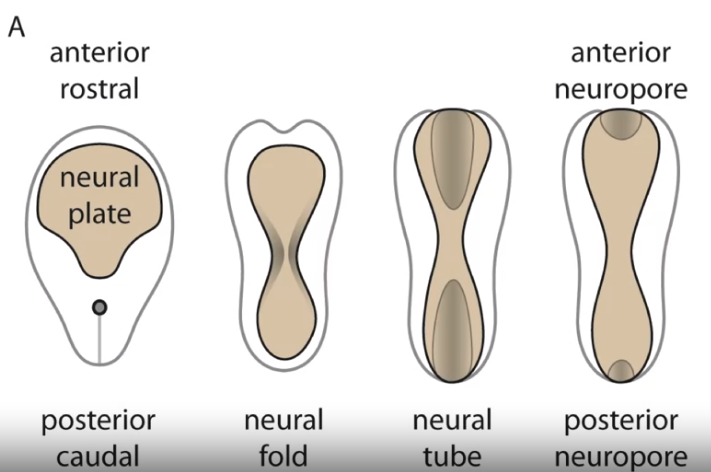 A
anterior
rostral
anterior
neuropore
neural
plate
posterior
caudal
neural
fold
neural
tube
posterior
neuropore